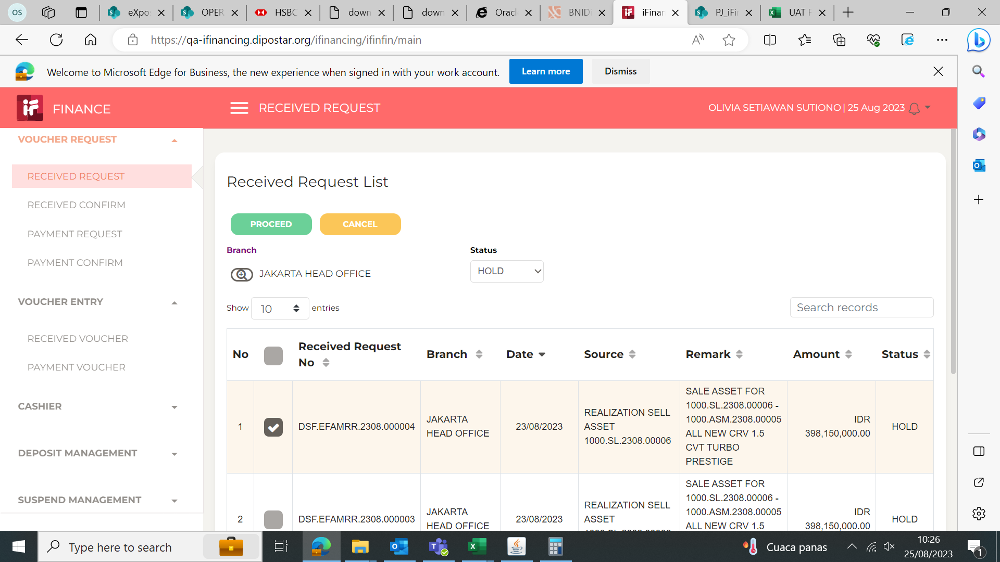 OS
eXpo
OPER
HSBC
down
down
Oracl
BNIDi
iFinar
PJ_iFi
UAT F
https://qa-ifinancing.dipostar.org/ifinancing/ifinfin/main
Welcome to Microsoft Edge for Business, the new experience when signed in with your work account.
Learn more
Dismiss
iF
FINANCE
RECEIVED REQUEST
OLIVIA SETIAWAN SUTIONO | 25 Aug 2023
VOUCHER REQUEST
RECEIVED REQUEST
RECEIVED CONFIRM
PAYMENT REQUEST
PAYMENT CONFIRM
VOUCHER ENTRY
RECEIVED VOUCHER
PAYMENT VOUCHER
CASHIER
DEPOSIT MANAGEMENT
SUSPEND MANAGEMENT
Received Request List
PROCEED
CANCEL
Branch
Status
JAKARTA HEAD OFFICE
HOLD
Show 10 entries
Search records
No
Received Request
No
Branch
Date
Source
Remark
Amount
Status
1
DSF.EFAMRR.2308.000004
JAKARTA
HEAD OFFICE
23/08/2023
REALIZATION SELL
ASSET
1000.SL.2308.00006
SALE ASSET FOR
1000.SL.2308.00006 -
1000.ASM.2308.00005
ALL NEW CRV 1.5
CVT TURBO
PRESTIGE
IDR
398,150,000.00
HOLD
2
DSF.EFAMRR.2308.000003
JAKARTA
HEAD OFFICE
23/08/2023
REALIZATION SELL
ASSET
SALE ASSET FOR
1000.SL.2308.00006 -
1000.ASM.2308.00005
ALL NEW CRV 1.5
IDR
398,150,000.00
HOLD
Type here to search
Cuaca panas
10:26
25/08/2023
1